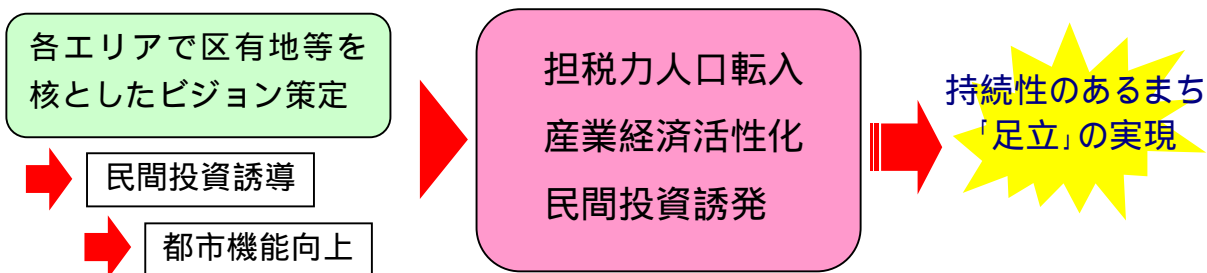 各エリアで区有地等を
核としたビジョン策定
民間投資誘導
都市機能向上
担税力人口転入
産業経済活性化
民間投資誘発
持続性のあるまち
「足立」の実現